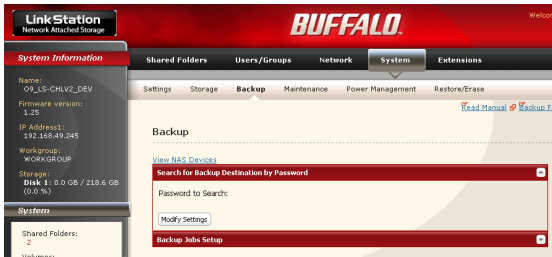 LinkStation
Network Attached Storage
BUFFALO
System Information
Shared Folders Users/Groups Network System Extensions
Name:
O9_LS-CHLV2_DEV
Firmware version:
1.25
IP Address1:
192.168.49.245
Workgroup:
WORKGROUP
Storage:
Disk 1: 0.0 GB / 218.6 GB
(0.0 %)
System
Shared Folders:
2
Settings Storage Backup Maintenance Power Management Restore/Erase
Read Manual Backup
Backup
View NAS Devices
Search for Backup Destination by Password
Password to Search:
Modify Settings
Backup Jobs Setup